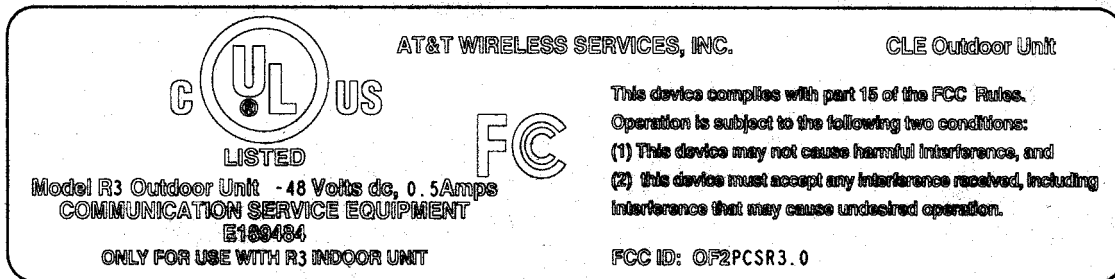 AT&T WIRELESS SERVICES, INC.
CLE Outdoor Unit
C UL ® US
LISTED
FC
Model R3 Outdoor Unit -48 Volts dc, 0.5Amps
COMMUNICATION SERVICE EQUIPMENT
E189484
ONLY FOR USE WITH R3 INDOOR UNIT
This device complies with part 15 of the FCC Rules.
Operation is subject to the following two conditions:
(1) This device may not cause harmful interference, and
(2) this device must accept any interference received, including
interference that may cause undesired operation.
FCC ID: OF2PCSR3.0